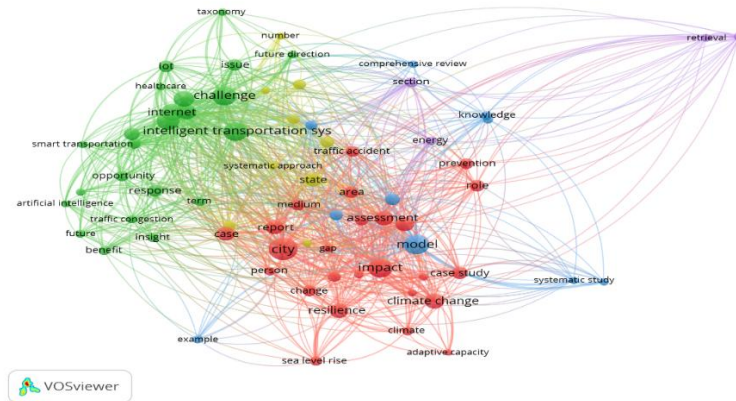 taxonomy
number
future direction
retrieval
iot
issue
comprehensive review
section
healthcare
challenge
internet
knowledge
intelligent transportation sys
smart transportation
energy
traffic accident
prevention
systematic approach
opportunity
state
role
response
area
artificial intelligence
term
medium
traffic congestion
assessment
future
case
report
insight
model
benefit
city
gap
person
impact
case study
systematic study
change
climate change
resilience
example
climate
sea level rise
adaptive capacity
VOSviewer